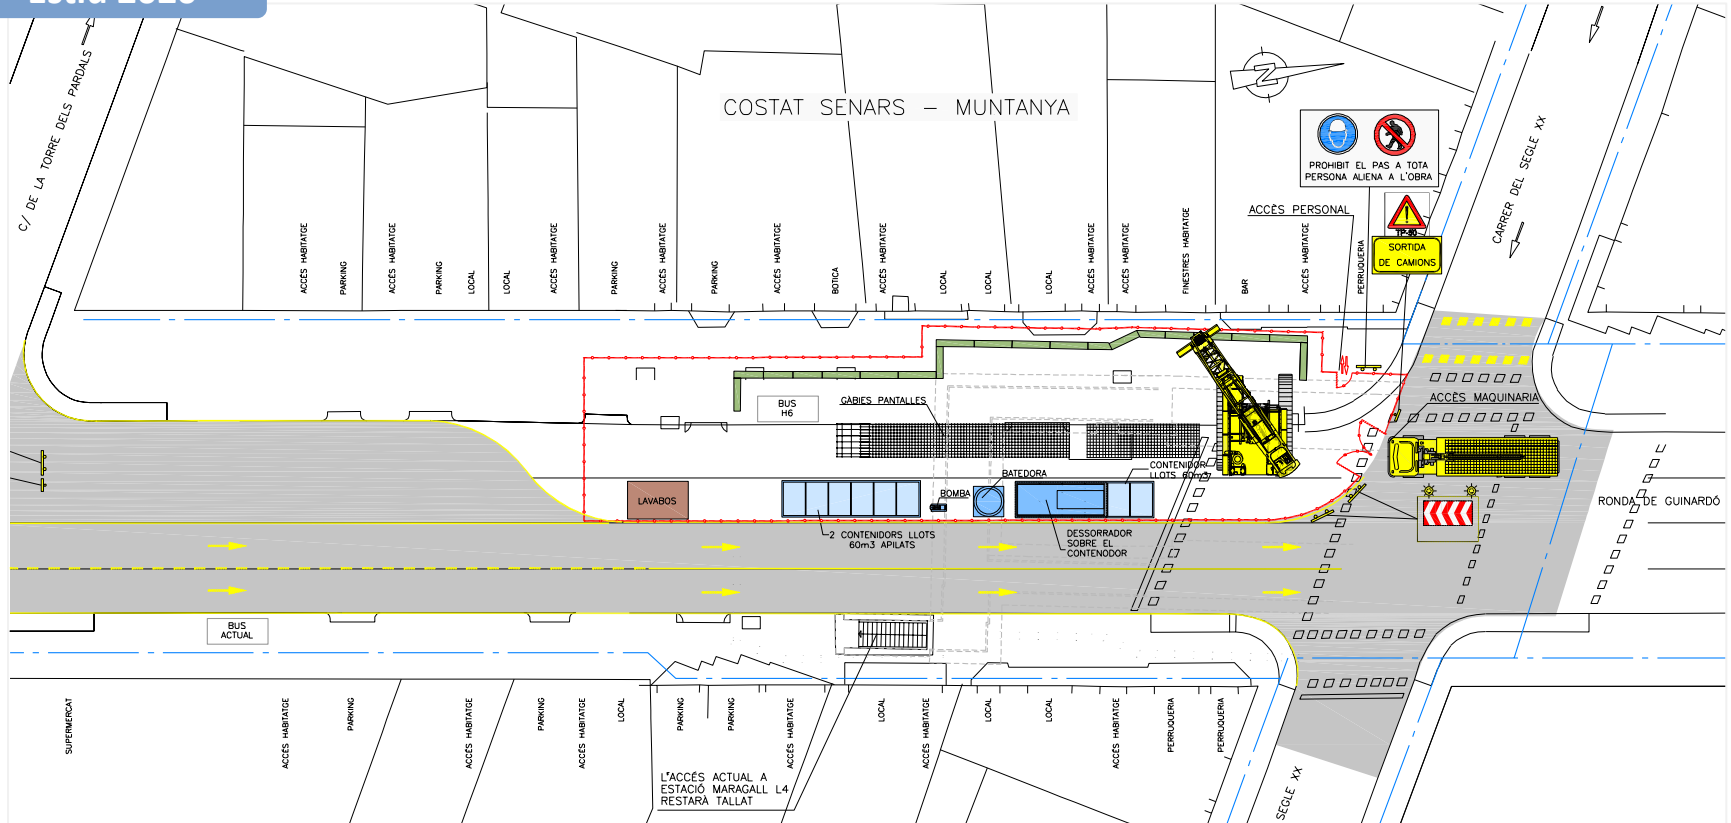 C/ DE LA TORRE DELS PARDALS
COSTAT SENARS - MUNTANYA
N
PROHIBIT EL PAS A TOTA
PERSONA ALIENA A L'OBRA
TP-50
SORTIDA
DE CAMIONS
CARRER DEL SEGLE XX
ACCÈS PERSONAL
ACCÉS HABITATGE
PARKING
ACCÉS HABITATGE
PARKING
LOCAL
LOCAL
ACCÉS HABITATGE
PARKING
ACCÉS HABITATGE
PARKING
ACCÉS HABITATGE
BOTICA
ACCÉS HABITATGE
LOCAL
LOCAL
LOCAL
ACCÉS HABITATGE
ACCÉS HABITATGE
FINESTRES HABITATGE
BAR
ACCÉS HABITATGE
PERRUQUERIA
BUS
H6
GÀBIES PANTALLES
ACCÈS MAQUINARIA
LAVABOS
BOMBA
BATEDORA
CONTENIDOR
LLOTS 60m3
2 CONTENIDORS LLOTS
60m3 APILATS
DESSORRADOR
SOBRE EL
CONTENODOR
RONDA DE GUINARDÓ
BUS
ACTUAL
SUPERMERCAT
ACCÉS HABITATGE
PARKING
ACCÉS HABITATGE
PARKING
ACCÉS HABITATGE
LOCAL
PARKING
PARKING
ACCÉS HABITATGE
LOCAL
ACCÉS HABITATGE
LOCAL
LOCAL
ACCÉS HABITATGE
PERRUQUERIA
PERRUQUERIA
L'ACCÉS ACTUAL A
ESTACIÓ MARAGALL L4
RESTARÀ TALLAT
SEGLE XX